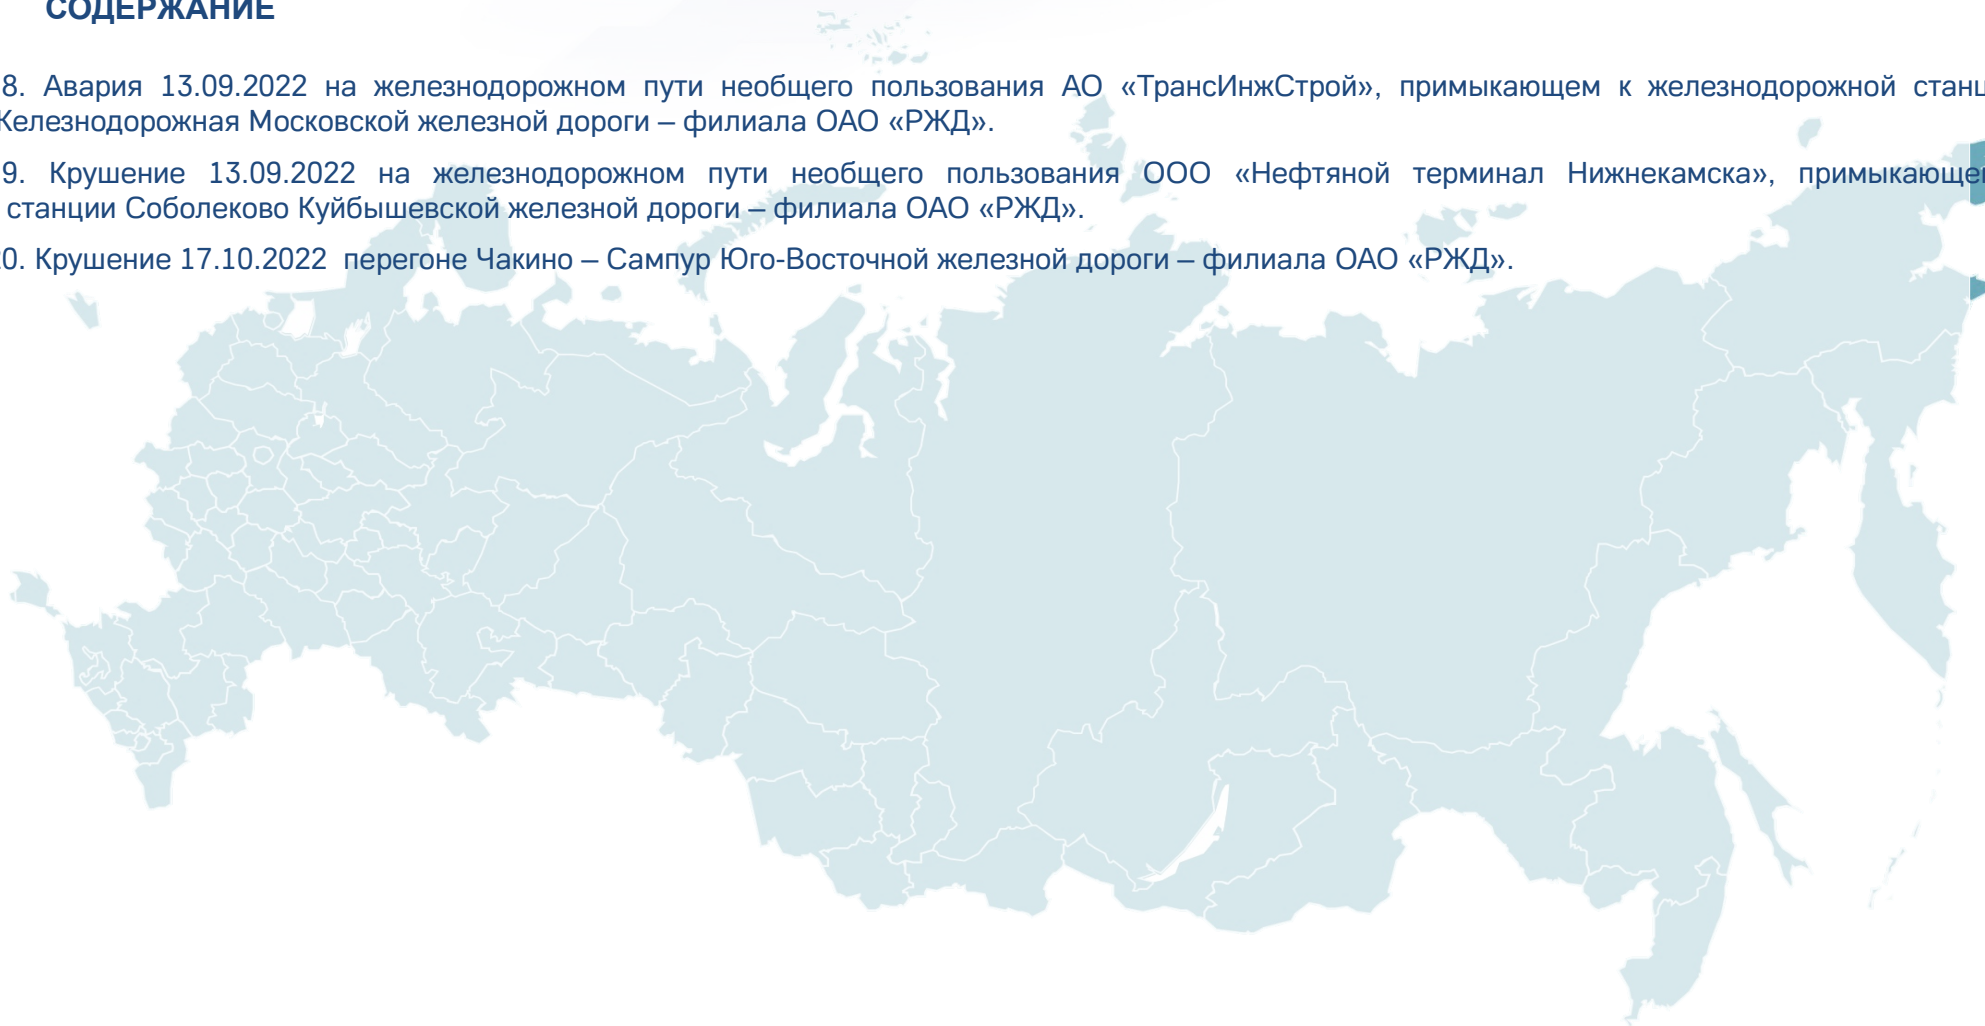 СОДЕРЖАНИЕ
8. Авария 13.09.2022 на железнодорожном пути необщего пользования АО «ТрансИнжСтрой», примыкающем к железнодорожной станц
Железнодорожная Московской железной дороги – филиала ОАО «РЖД».
9. Крушение 13.09.2022 на железнодорожном пути необщего пользования ООО «Нефтяной терминал Нижнекамска», примыкающе
станции Соболеково Куйбышевской железной дороги – филиала ОАО «РЖД».
0. Крушение 17.10.2022 перегоне Чакино – Сампур Юго-Восточной железной дороги – филиала ОАО «РЖД».